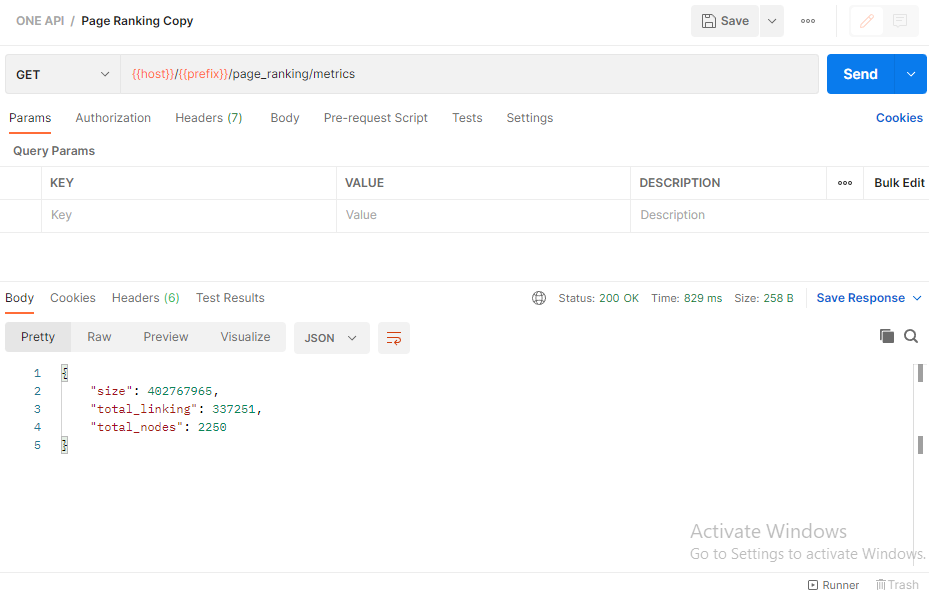 ONE API / Page Ranking Copy Save ooo
GET {{host}}/{{prefix}}/page_ranking/metrics Send
Params Authorization Headers (7) Body Pre-request Script Tests Settings Cookies
Query Params
KEY VALUE DESCRIPTION ooo Bulk Edit
Key Value Description
Body Cookies Headers (6) Test Results Status: 200 OK Time: 829 ms Size: 258 B Save Response
Pretty Raw Preview Visualize JSON
1 {
2 "size": 402767965,
3 "total_linking": 337251,
4 "total_nodes": 2250
5 }
Activate Windows
Go to Settings to activate Windows.
Runner Trash